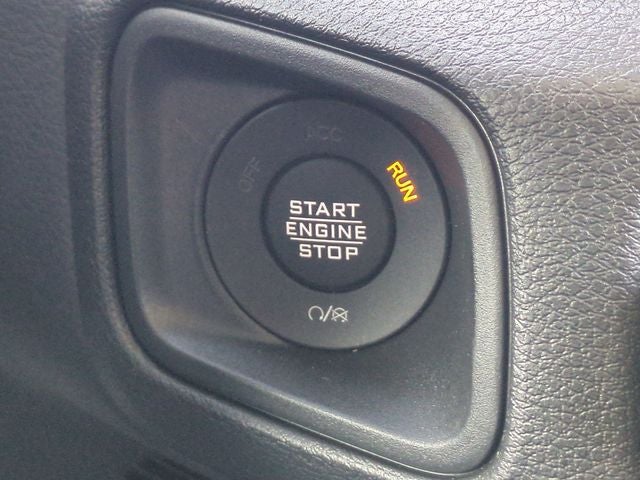 ACC
OFF
RUN
START
ENGINE
STOP